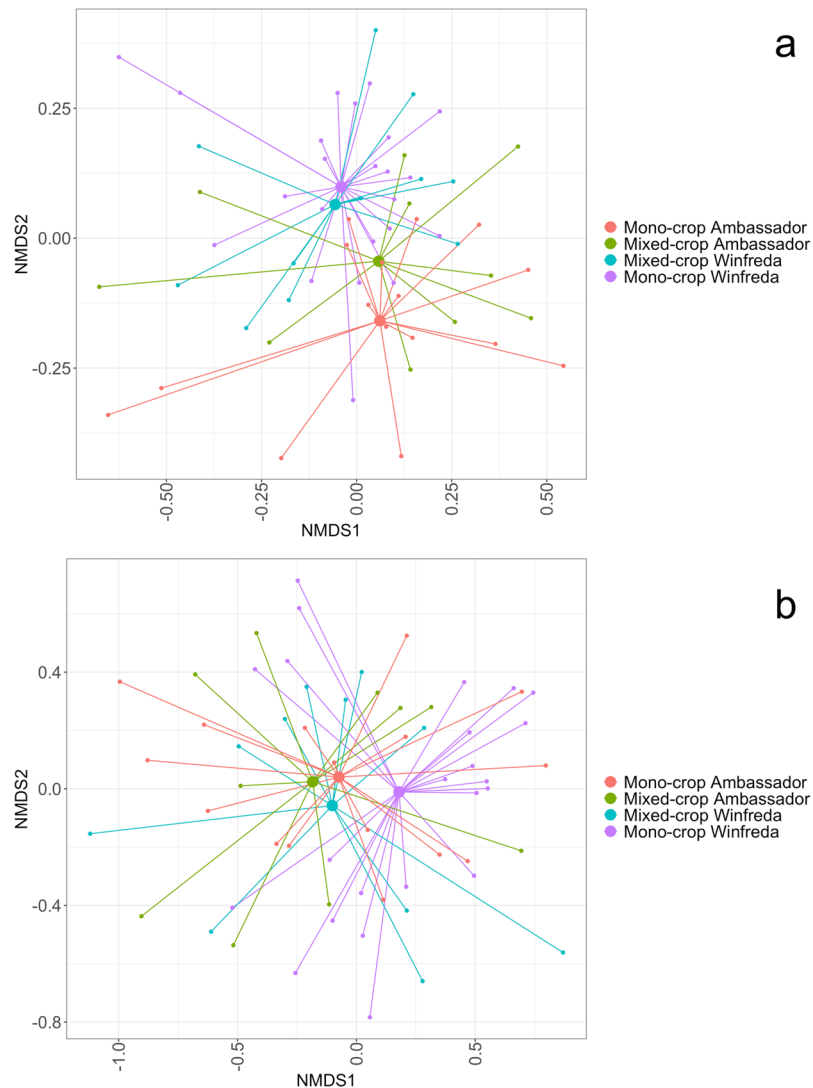 a
0.25
0.00
-0.25
NMDS2
-0.50
-0.25
0.00
0.25
0.50
NMDS1
Mono-crop Ambassador
Mixed-crop Ambassador
Mixed-crop Winfreda
Mono-crop Winfreda
b
0.4
0.0
-0.4
-0.8
NMDS2
-1.0
-0.5
0.0
0.5
NMDS1
Mono-crop Ambassador
Mixed-crop Ambassador
Mixed-crop Winfreda
Mono-crop Winfreda